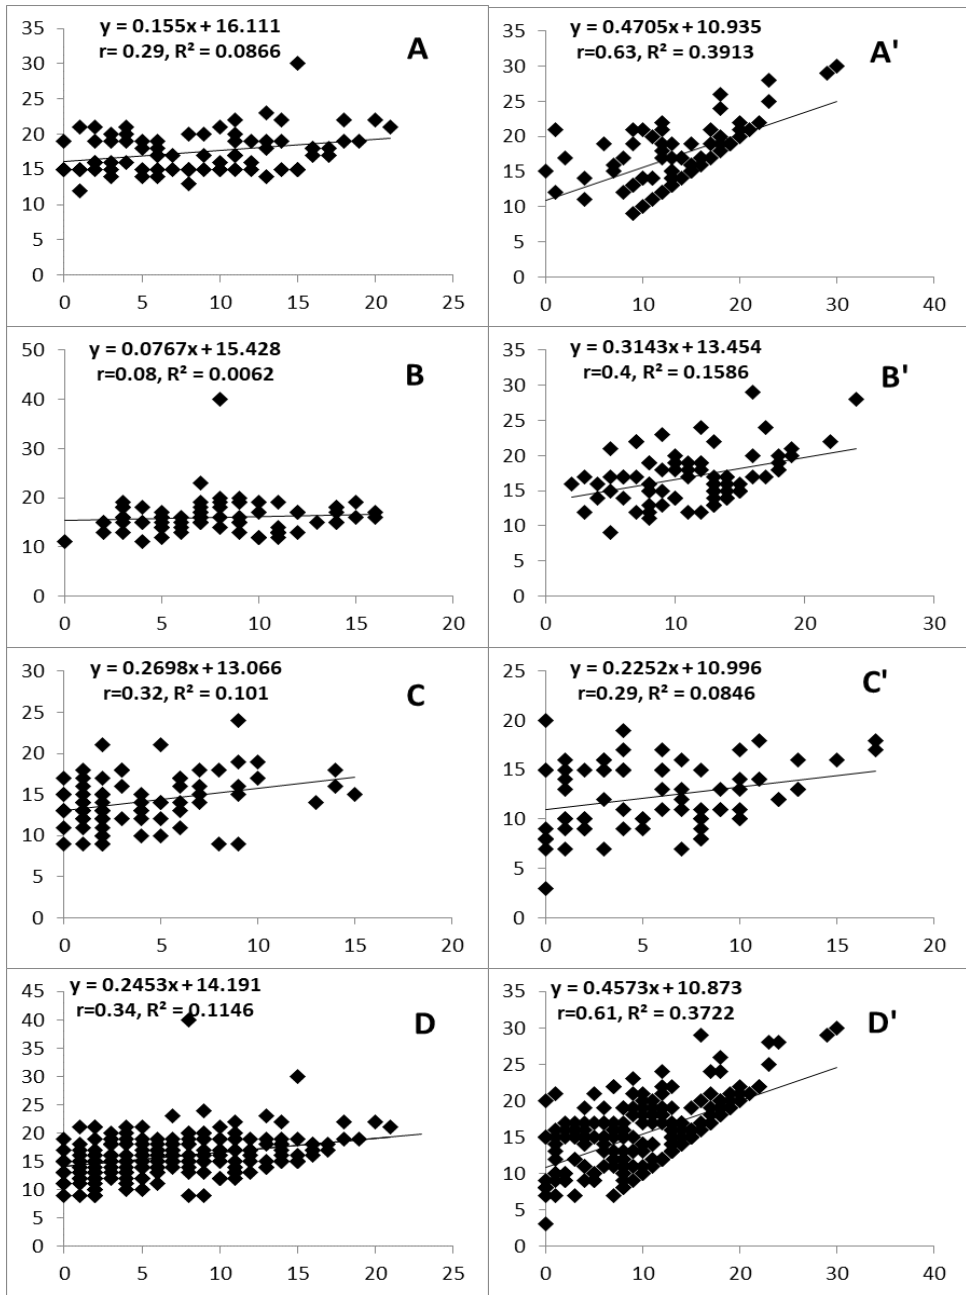 y = 0.155x + 16.111
r= 0.29, R² = 0.0866
A
35
30
25
20
15
10
5
0
0 5 10 15 20 25
y = 0.4705x + 10.935
r=0.63, R² = 0.3913
A'
35
30
25
20
15
10
5
0
0 10 20 30 40
y = 0.0767x + 15.428
r=0.08, R² = 0.0062
B
50
40
30
20
10
0
0 5 10 15 20
y = 0.3143x + 13.454
r=0.4, R² = 0.1586
B'
35
30
25
20
15
10
5
0
0 10 20 30
y = 0.2698x + 13.066
r=0.32, R² = 0.101
C
30
25
20
15
10
5
0
0 5 10 15 20
y = 0.2252x + 10.996
r=0.29, R² = 0.0846
C'
25
20
15
10
5
0
0 5 10 15 20
y = 0.2453x + 14.191
r=0.34, R² = 0.1146
D
45
40
35
30
25
20
15
10
5
0
0 5 10 15 20 25
y = 0.4573x + 10.873
r=0.61, R² = 0.3722
D'
35
30
25
20
15
10
5
0
0 10 20 30 40